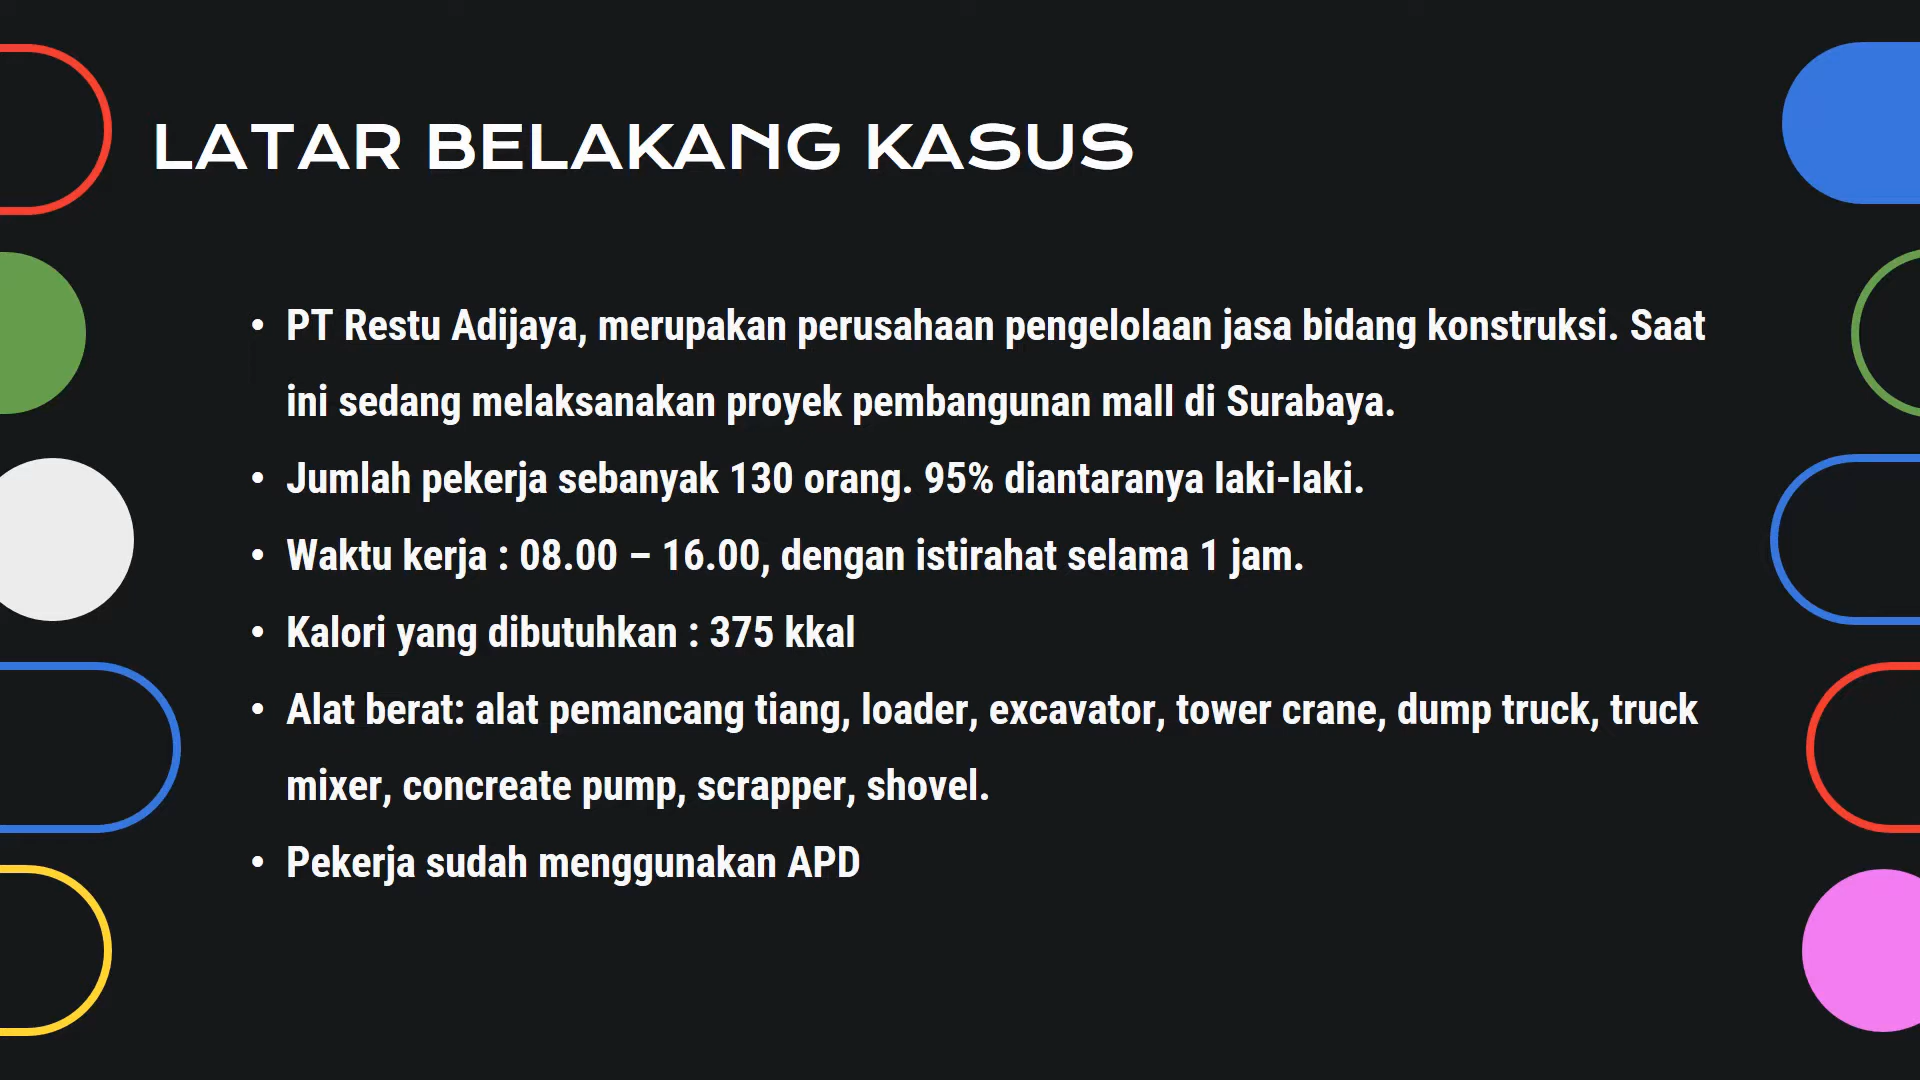 LATAR BELAKANG KASUS
• PT Restu Adijaya, merupakan perusahaan pengelolaan jasa bidang konstruksi. Saat
ini sedang melaksanakan proyek pembangunan mall di Surabaya.
• Jumlah pekerja sebanyak 130 orang. 95% diantaranya laki-laki.
• Waktu kerja : 08.00 – 16.00, dengan istirahat selama 1 jam.
• Kalori yang dibutuhkan : 375 kkal
• Alat berat: alat pemancang tiang, loader, excavator, tower crane, dump truck, truck
mixer, concreate pump, scrapper, shovel.
• Pekerja sudah menggunakan APD